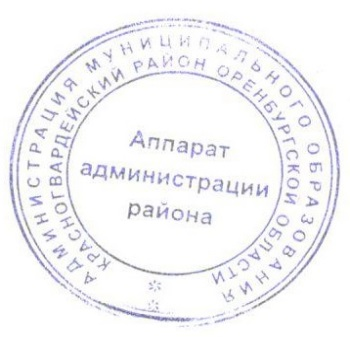 АДМИНИСТРАЦИЯ МУНИЦИПАЛЬНОГО ОБРАЗОВАНИЯ
КРАСНОГВАРДЕЙСКИЙ РАЙОН ОРЕНБУРГСКОЙ ОБЛАСТИ
Аппарат
администрации
района